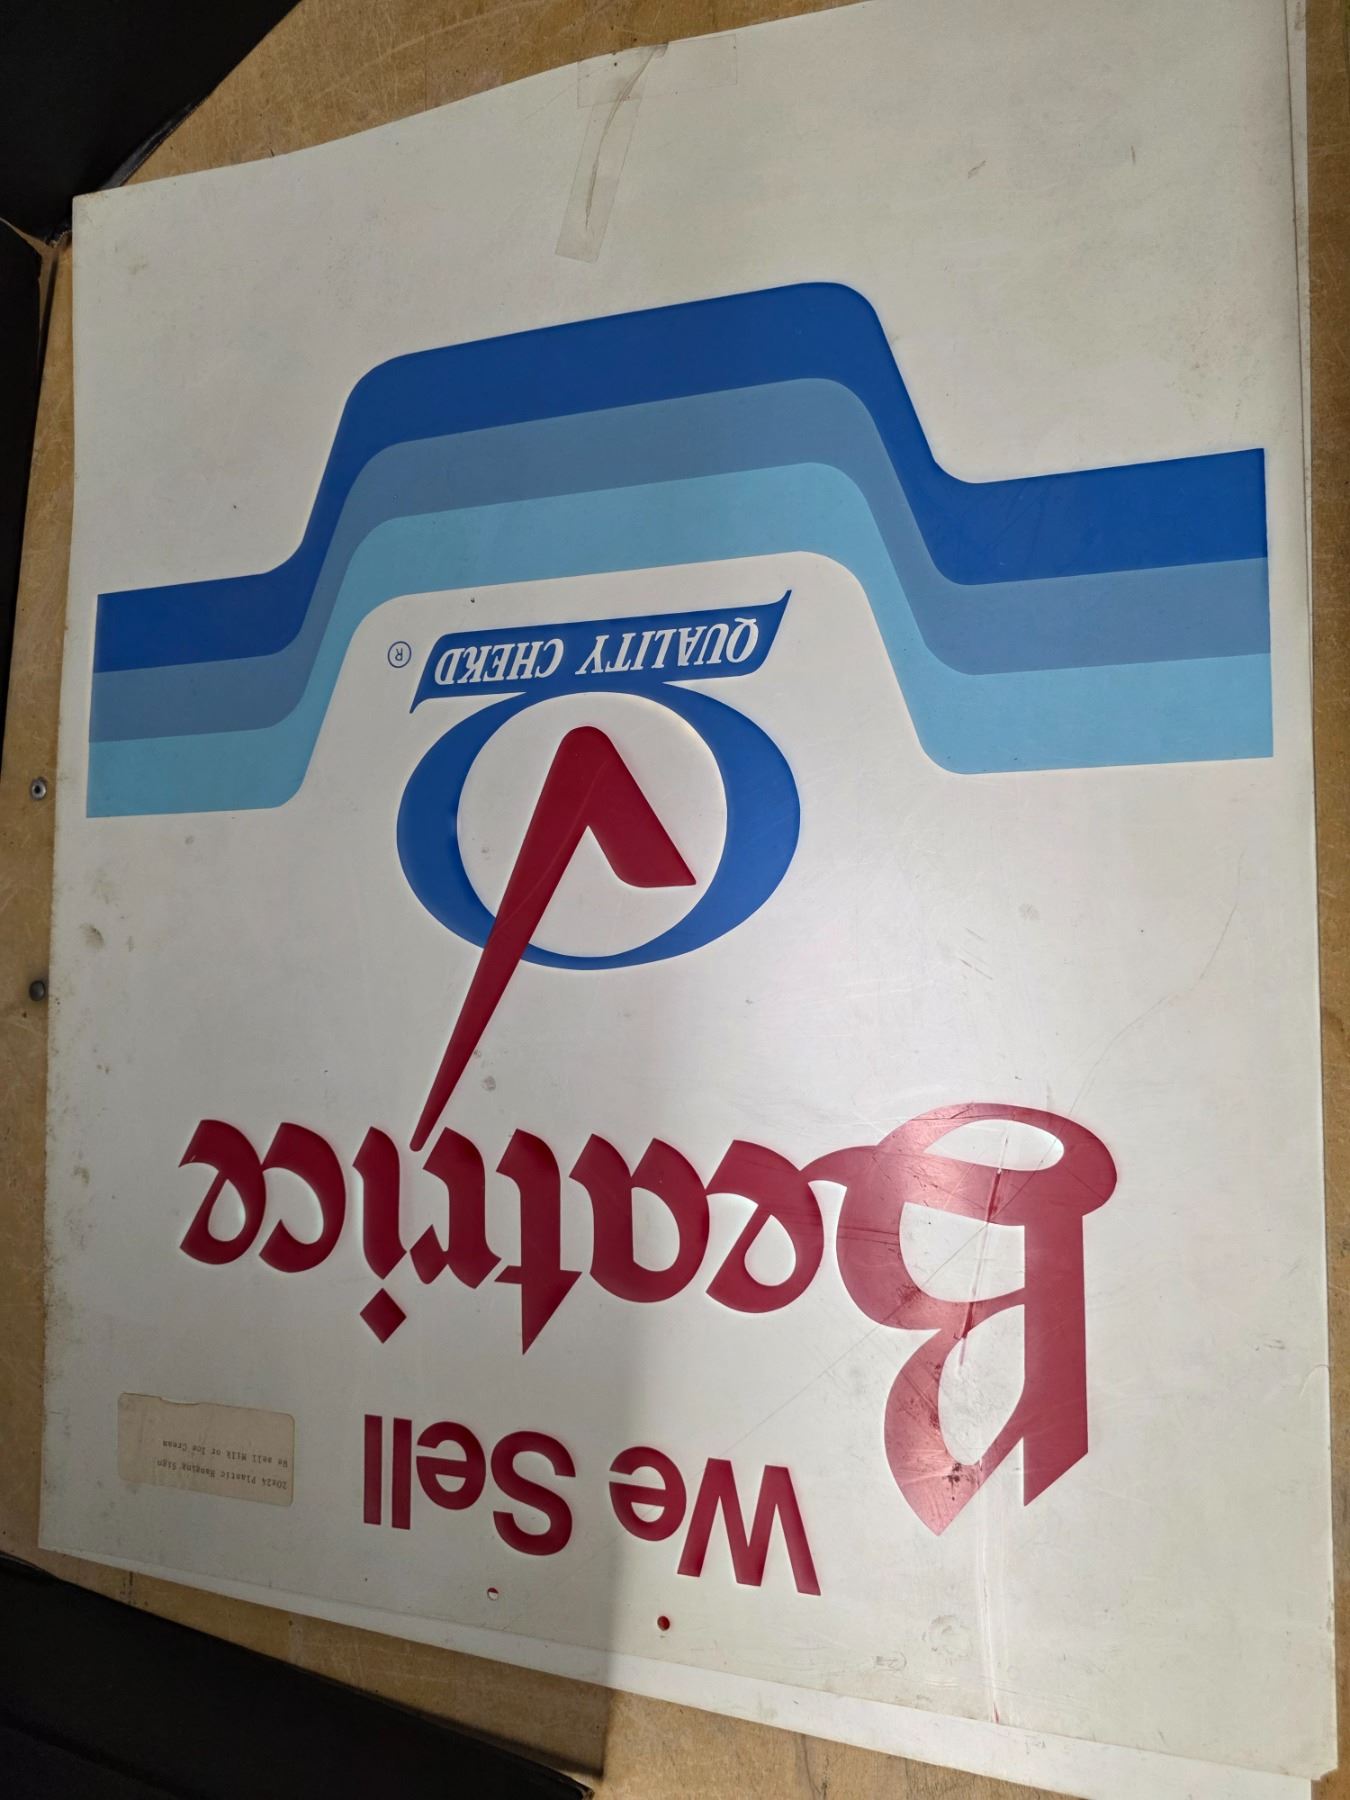 20x24 Plastic Hanging Sign
We sell Milk or Ice Cream
We Sell
Beatrice
QUALITY CHEKD
®